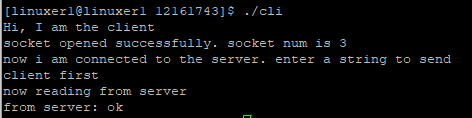 [linuxer1@linuxer1 12161743]$ ./cli
Hi, I am the client
socket opened successfully. socket num is 3
now i am connected to the server. enter a string to send
client first
now reading from server
from server: ok